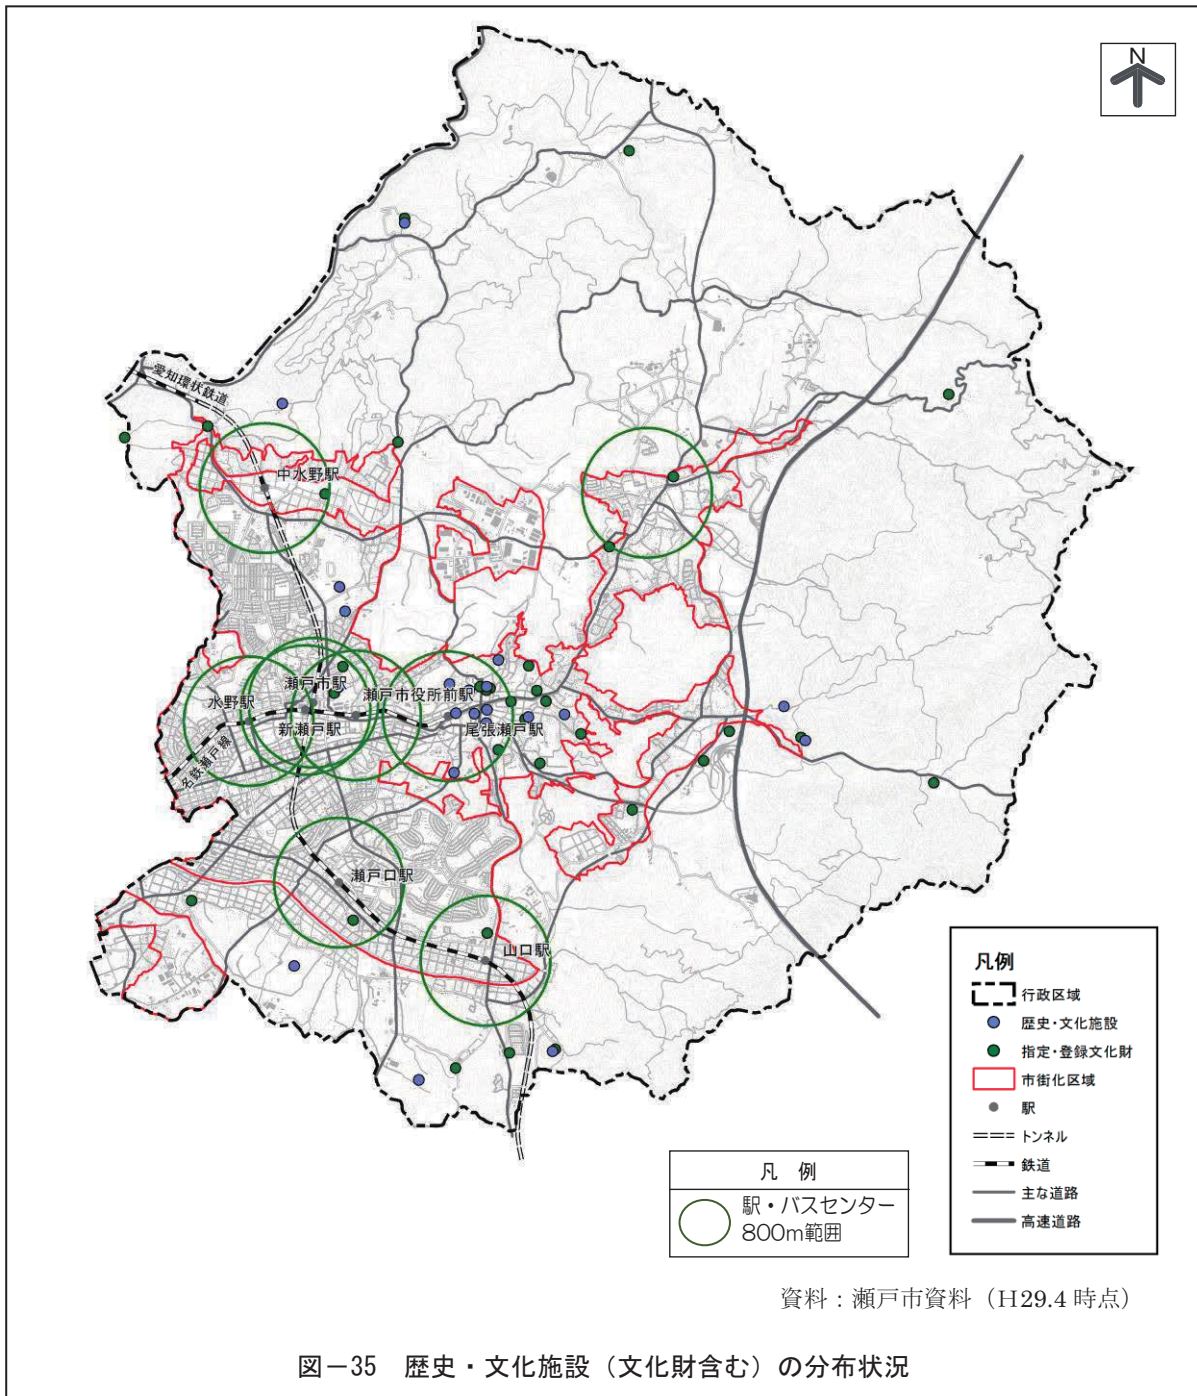 N
愛知環状鉄道
中水野駅
瀬戸市駅
水野駅
瀬戸市役所前駅
新瀬戸駅
尾張瀬戸駅
名鉄瀬戸線
瀬戸口駅
山口駅
凡例
行政区域
歴史・文化施設
指定・登録文化財
市街化区域
駅
トンネル
鉄道
主な道路
高速道路
凡 例
駅・バスセンター
800m範囲
資料：瀬戸市資料（H29.4 時点）
図－35 歴史・文化施設（文化財含む）の分布状況